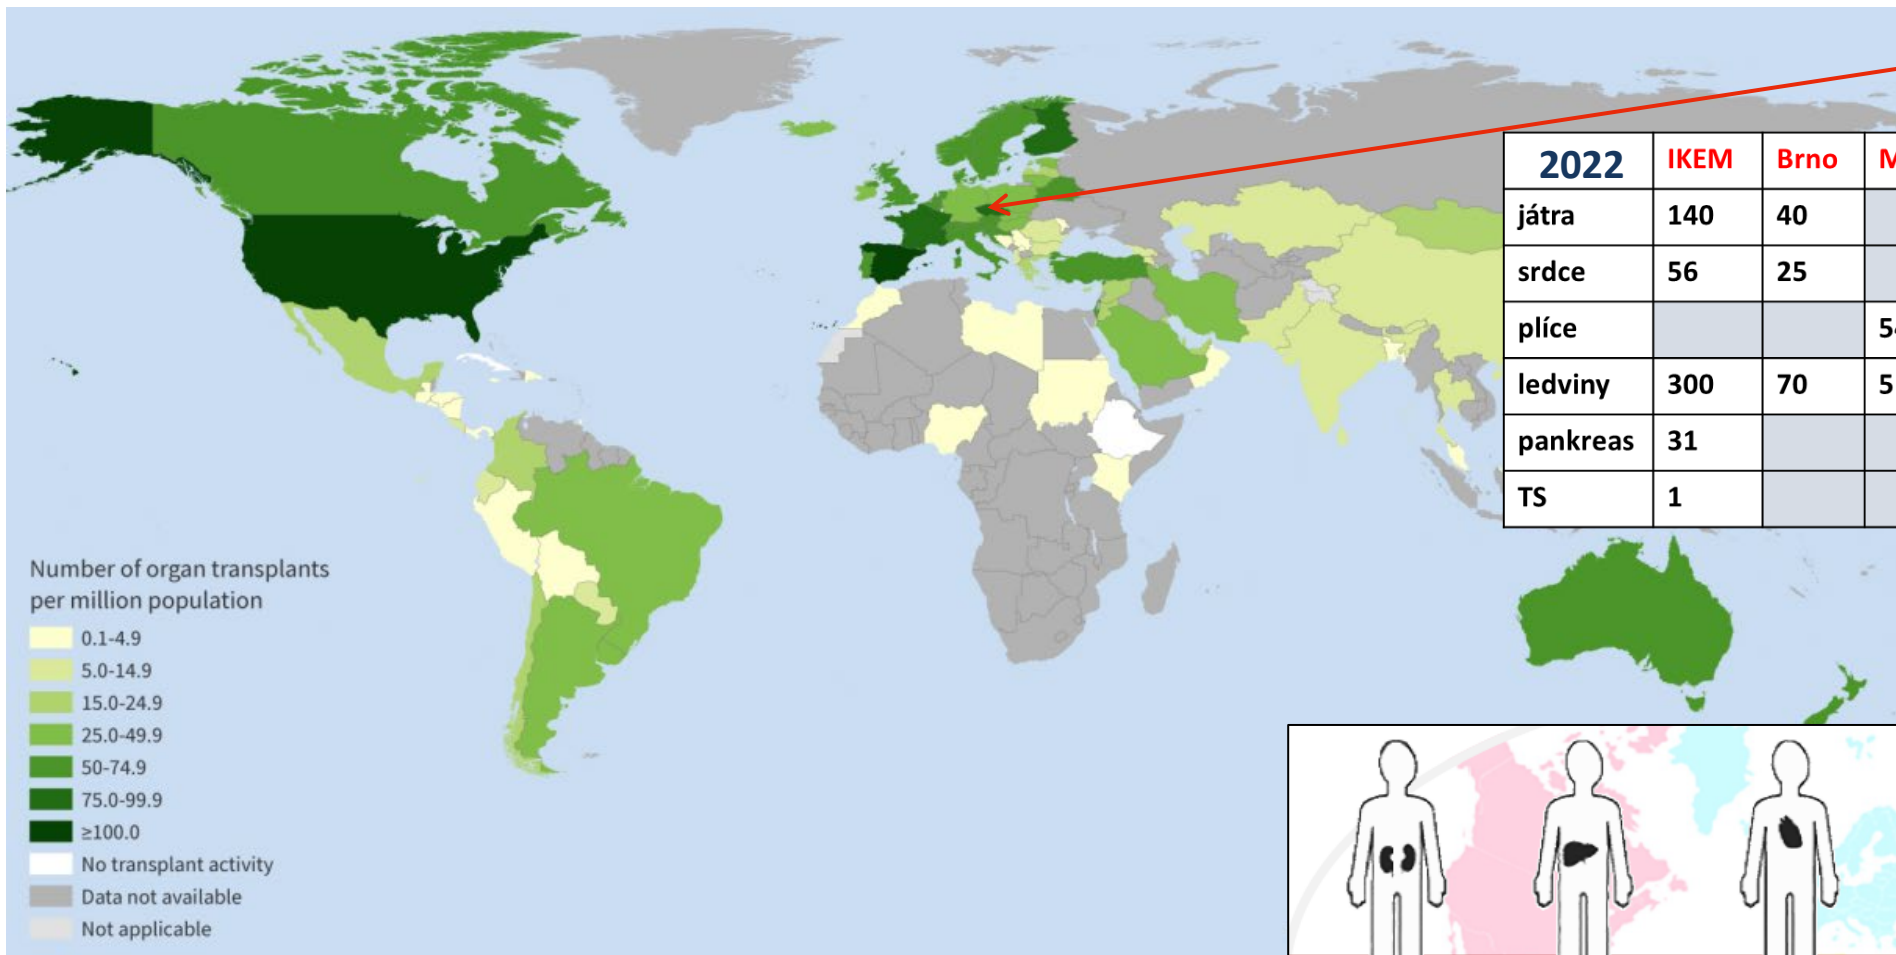 2022 IKEM Brno M
játra 140 40
srdce 56 25
plíce
ledviny 300 70 5
pankreas 31
TS 1
Number of organ transplants
per million population
0.1-4.9
5.0-14.9
15.0-24.9
25.0-49.9
50-74.9
75.0-99.9
≥100.0
No transplant activity
Data not available
Not applicable